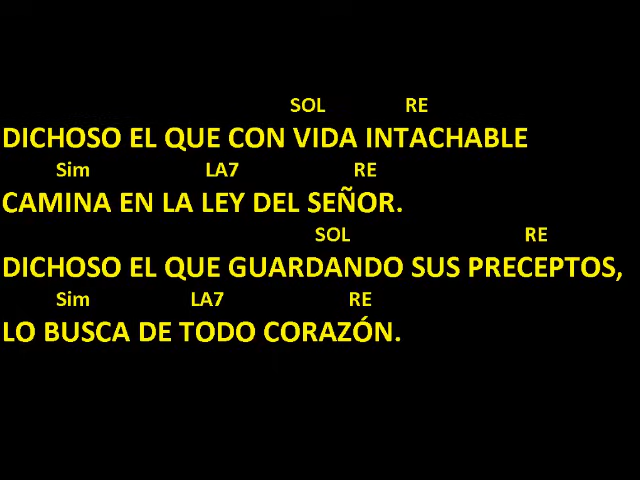 SOL RE
DICHOSO EL QUE CON VIDA INTACHABLE
Sim LA7 RE
CAMINA EN LA LEY DEL SEÑOR.
SOL RE
DICHOSO EL QUE GUARDANDO SUS PRECEPTOS,
Sim LA7 RE
LO BUSCA DE TODO CORAZÓN.